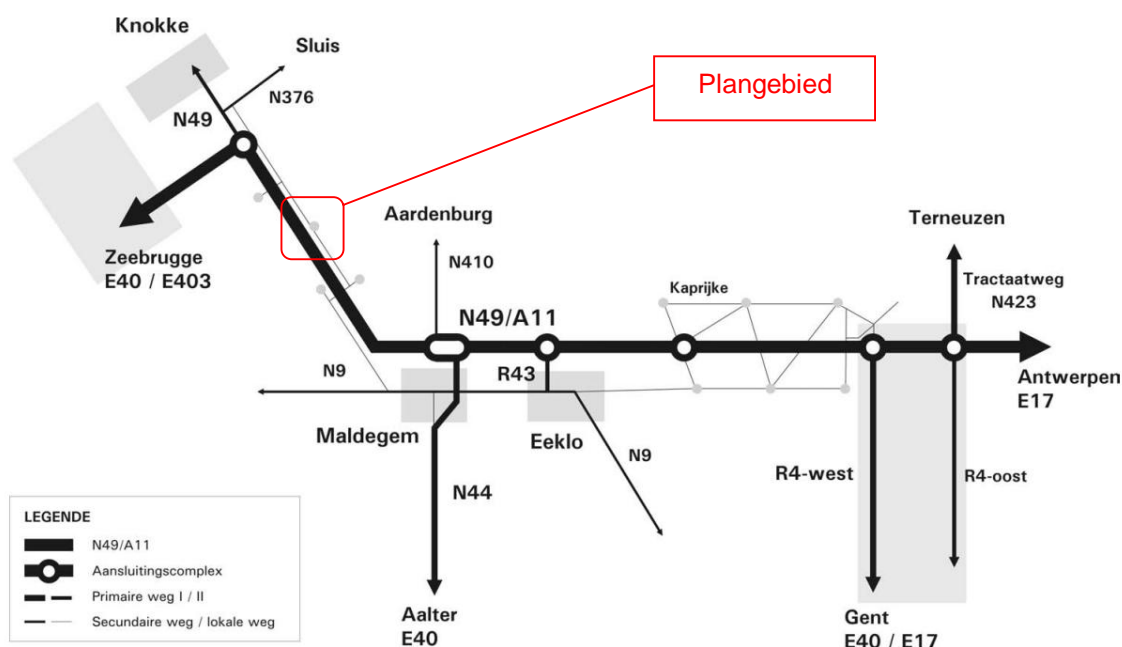 Knokke
Sluis
N376
N49
Plangebied
Zeebrugge
E40 / E403
Aardenburg
N410
Terneuzen
Tractaatweg
N423
Kaprijke
N49/A11
R43
N9
Antwerpen
E17
Maldegem
Eeklo
N9
N44
R4-west
R4-oost
Aalter
E40
Gent
E40 / E17
LEGENDE
N49/A11
Aansluitingscomplex
Primaire weg I / II
Secundaire weg / lokale weg